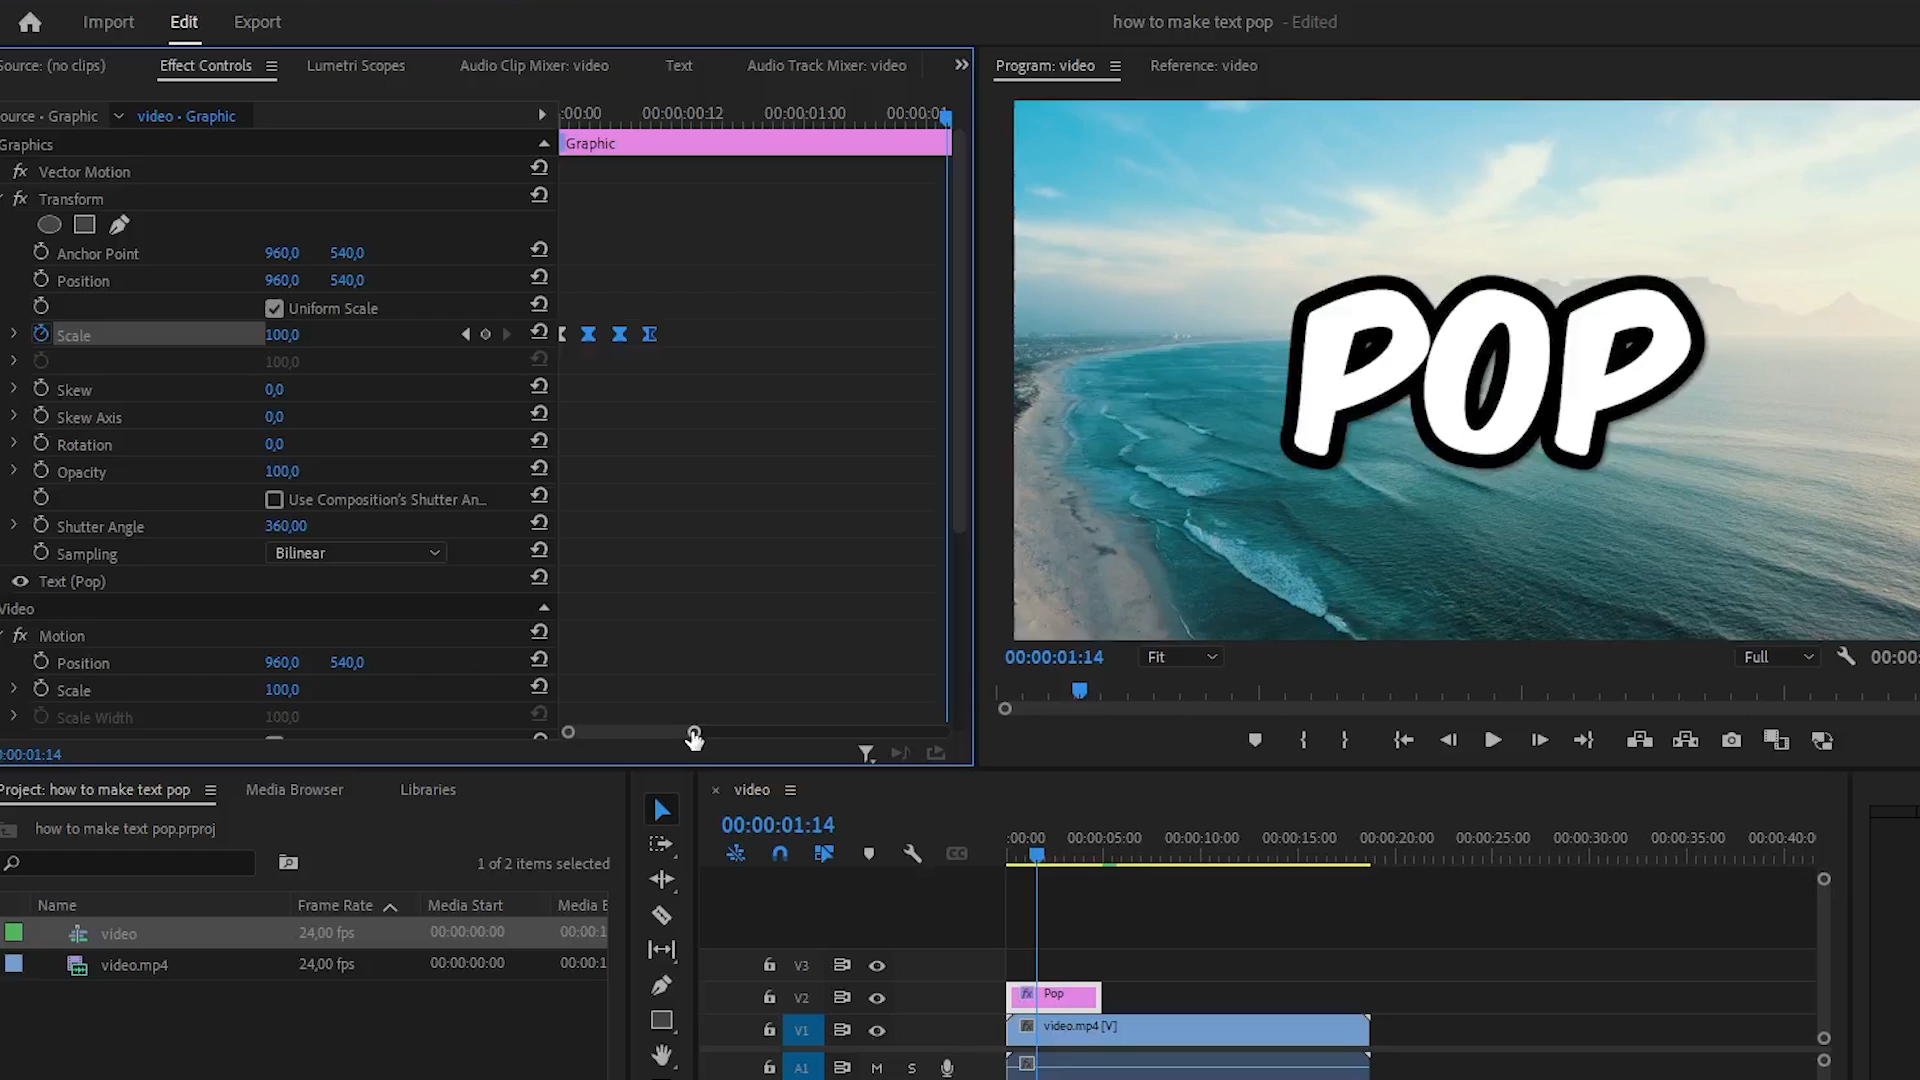 Import Edit Export
how to make text pop - Edited
Source: (no clips) Effect Controls Lumetri Scopes Audio Clip Mixer: video Text Audio Track Mixer: video
Program: video Reference: video
ource • Graphic video • Graphic
:00:00 00:00:00:12 00:00:01:00 00:00:01
Graphics
Graphic
fx Vector Motion
fx Transform
Anchor Point 960,0 540,0
Position 960,0 540,0
Uniform Scale
Scale 100,0
100,0
Skew 0,0
Skew Axis 0,0
Rotation 0,0
Opacity 100,0
Use Composition's Shutter An...
Shutter Angle 360,00
Sampling Bilinear
Text (Pop)
Video
fx Motion
Position 960,0 540,0
Scale 100,0
Scale Width 100,0
0:00:01:14
POP
00:00:01:14 Fit Full 00:00:
Project: how to make text pop Media Browser Libraries
how to make text pop.prproj
1 of 2 items selected
Name Frame Rate Media Start Media E
video 24,00 fps 00:00:00:00 00:00:1
video.mp4 24,00 fps 00:00:00:00 00:00:1
× video
00:00:01:14
:00:00 00:00:05:00 00:00:10:00 00:00:15:00 00:00:20:00 00:00:25:00 00:00:30:00 00:00:35:00 00:00:40:0
CC
V3
V2 fx Pop
V1 fx video.mp4 [V]
A1 M S fx